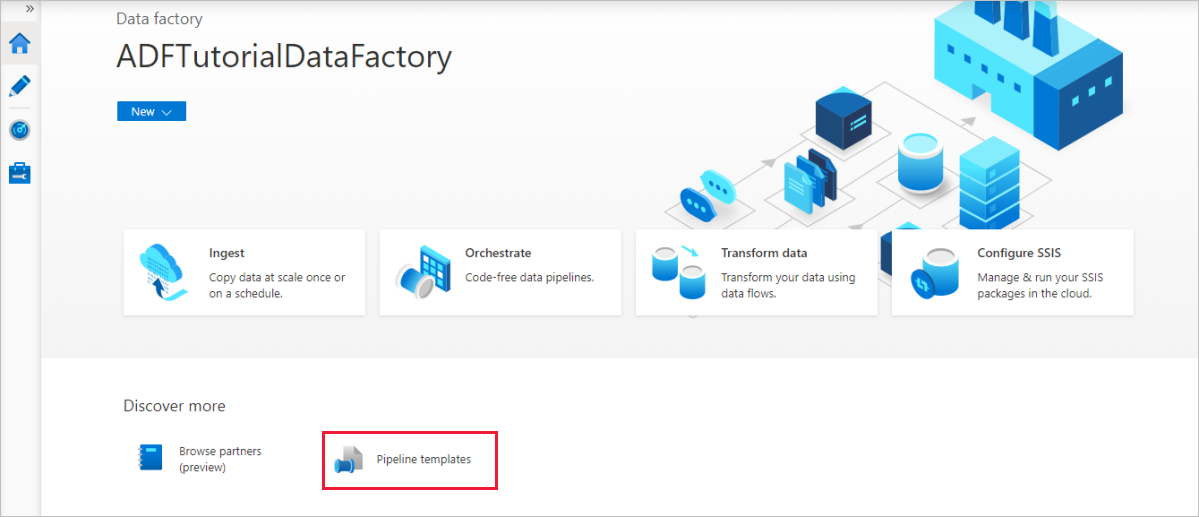 Data factory
ADFTutorialDataFactory
New
Ingest
Copy data at scale once or
on a schedule.
Orchestrate
Code-free data pipelines.
Transform data
Transform your data using
data flows.
Configure SSIS
Manage & run your SSIS
packages in the cloud.
Discover more
Browse partners
(preview)
Pipeline templates